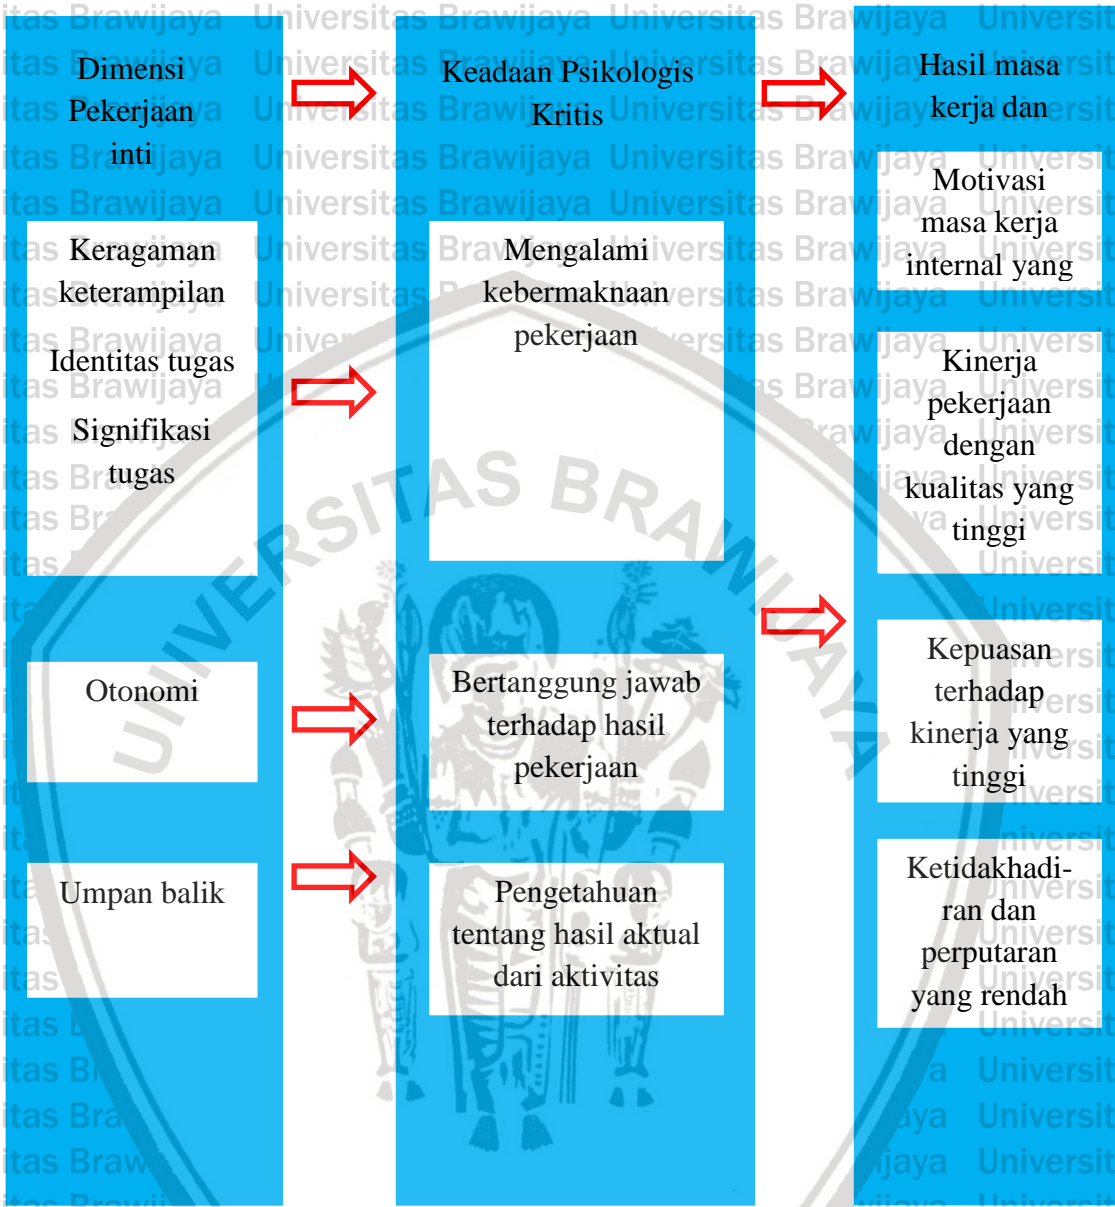 Dimensi
Pekerjaan
inti
Keadaan Psikologis
Kritis
Hasil masa
kerja dan
Keragaman
keterampilan
Identitas tugas
Signifikasi
tugas
Mengalami
kebermaknaan
pekerjaan
Motivasi
masa kerja
internal yang
Kinerja
pekerjaan
dengan
kualitas yang
tinggi
Otonomi
Bertanggung jawab
terhadap hasil
pekerjaan
Kepuasan
terhadap
kinerja yang
tinggi
Umpan balik
Pengetahuan
tentang hasil aktual
dari aktivitas
Ketidakhadi-
ran dan
perputaran
yang rendah
UNIVERSITAS BRAWIJAYA